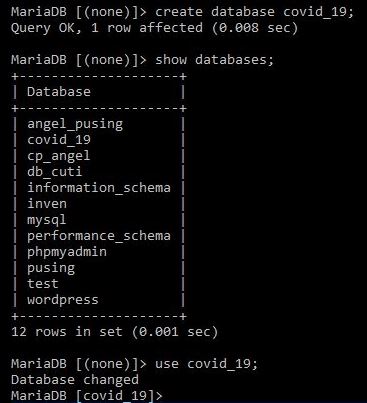 MariaDB [(none)]> create database covid_19;
Query OK, 1 row affected (0.008 sec)
MariaDB [(none)]> show databases;
+--------------------+
| Database           |
+--------------------+
| angel_pusing       |
| covid_19           |
| cp_angel           |
| db_cuti            |
| information_schema |
| inven              |
| mysql              |
| performance_schema |
| phpmyadmin         |
| pusing             |
| test               |
| wordpress          |
+--------------------+
12 rows in set (0.001 sec)
MariaDB [(none)]> use covid_19;
Database changed
MariaDB [covid_19]>